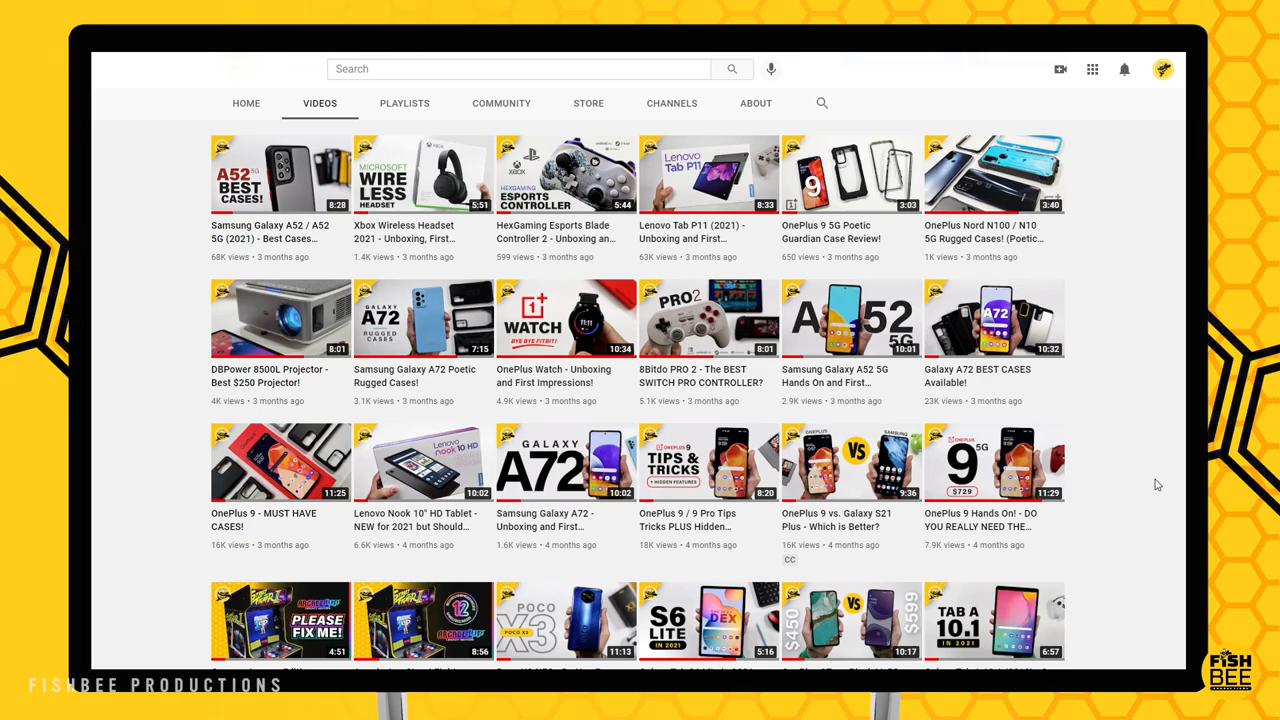 Search
HOME VIDEOS PLAYLISTS COMMUNITY STORE CHANNELS ABOUT
A52 5G
BEST
CASES!
8:28
MICROSOFT
WIRE
LESS
HEADSET
XBOX
5:51
XBOX
HEXGAMING
ESPORTS
CONTROLLER
5:44
Lenovo
Tab P11
8:33
9
3:03
3:40
Samsung Galaxy A52 / A52
5G (2021) - Best Cases...
68K views • 3 months ago
Xbox Wireless Headset
2021 - Unboxing, First...
1.4K views • 3 months ago
HexGaming Esports Blade
Controller 2 - Unboxing an...
599 views • 3 months ago
Lenovo Tab P11 (2021) -
Unboxing and First...
63K views • 3 months ago
OnePlus 9 5G Poetic
Guardian Case Review!
650 views • 3 months ago
OnePlus Nord N100 / N10
5G Rugged Cases! (Poetic...
1K views • 3 months ago
8:01
GALAXY
A72
RUGGED
CASES
7:15
WATCH
BYE BYE FITBIT!
11:11
10:34
PRO2
8:01
A 52
5G
10:01
A72
10:32
DBPower 8500L Projector -
Best $250 Projector!
4K views • 3 months ago
Samsung Galaxy A72 Poetic
Rugged Cases!
3.1K views • 3 months ago
OnePlus Watch - Unboxing
and First Impressions!
4.9K views • 3 months ago
8Bitdo PRO 2 - The BEST
SWITCH PRO CONTROLLER?
5.1K views • 3 months ago
Samsung Galaxy A52 5G
Hands On and First...
2.9K views • 3 months ago
Galaxy A72 BEST CASES
Available!
23K views • 3 months ago
11:25
Lenovo
nook 10 HD
10:02
GALAXY
A72
10:02
ONEPLUS 9
TIPS &
TRICKS
+ HIDDEN FEATURES
8:20
ONEPLUS
VS
SAMSUNG
9:36
ONEPLUS
9 5G
$729
11:29
OnePlus 9 - MUST HAVE
CASES!
16K views • 3 months ago
Lenovo Nook 10" HD Tablet -
NEW for 2021 but Should...
6.6K views • 4 months ago
Samsung Galaxy A72 -
Unboxing and First...
1.6K views • 4 months ago
OnePlus 9 / 9 Pro Tips
Tricks PLUS Hidden...
18K views • 4 months ago
OnePlus 9 vs. Galaxy S21
Plus - Which is Better?
16K views • 4 months ago
CC
OnePlus 9 Hands On! - DO
YOU REALLY NEED THE...
7.9K views • 4 months ago
PLEASE
FIX ME!
4:51
12
8:56
POCO
X3
POCO X3
11:13
S6
LITE
IN 2021
DEX
5:16
$450
VS
$599
10:17
TAB A
10.1
IN 2021
6:57
FISHBEE PRODUCTIONS
FISH
BEE
PRODUCTIONS